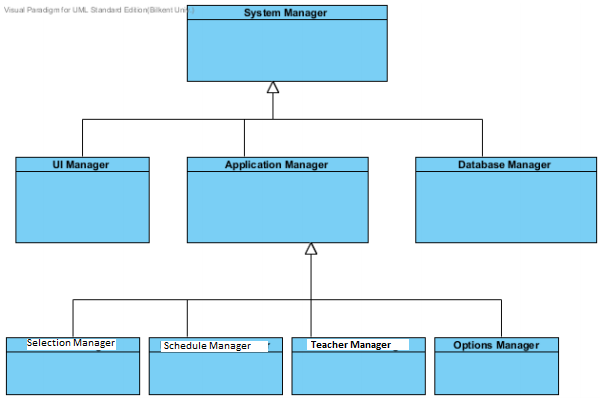 Visual Paradigm for UML Standard Edition(Bilkent Univ.)
System Manager
UI Manager
Application Manager
Database Manager
Selection Manager
Schedule Manager
Teacher Manager
Options Manager